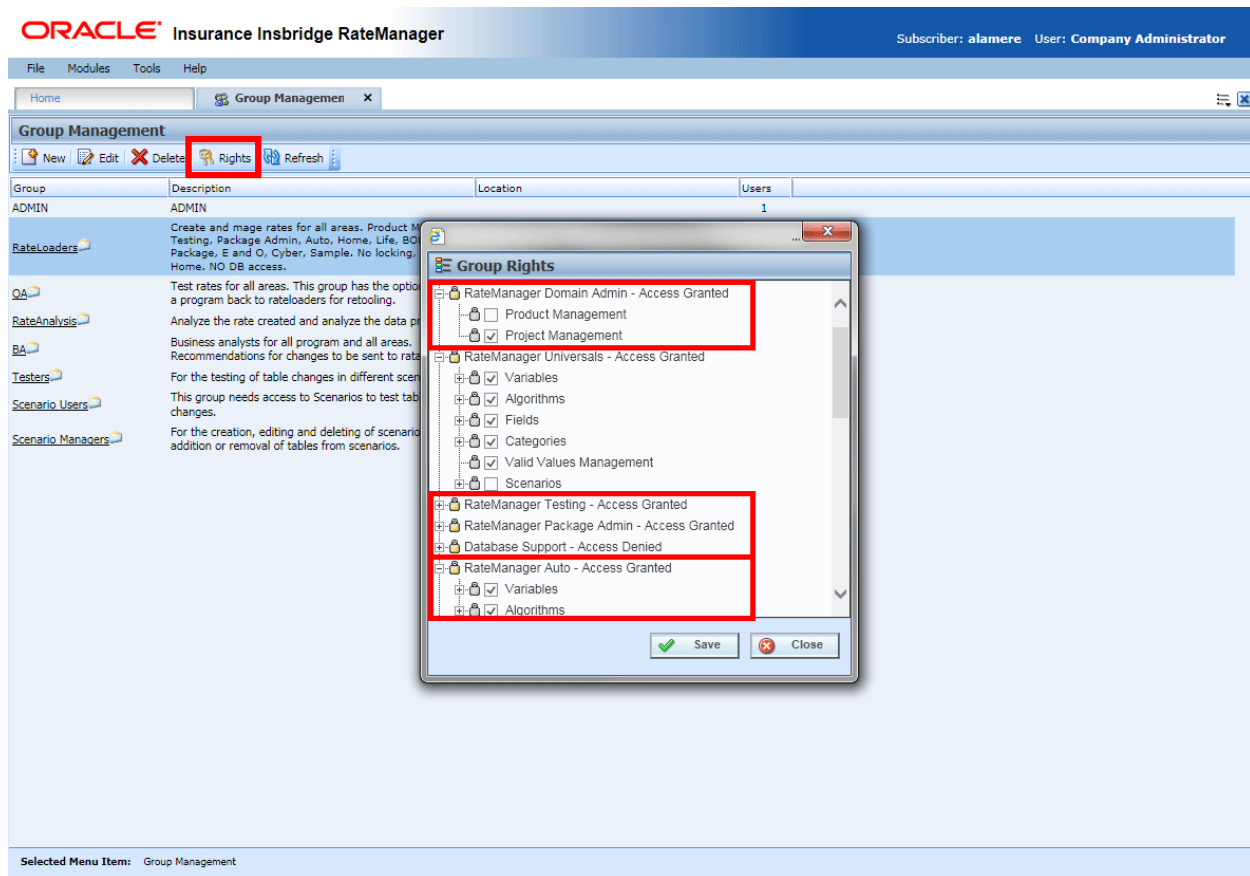 ORACLE® Insurance Insbridge RateManager
Subscriber: alamere User: Company Administrator
File Modules Tools Help
Home
Group Managemen
Group Management
New Edit Delete Rights Refresh
Group Description Location Users
ADMIN ADMIN 1
RateLoaders
Create and mage rates for all areas. Product M
Testing, Package Admin, Auto, Home, Life, BO
Package, E and O, Cyber, Sample. No locking,
Home. NO DB access.
QA
Test rates for all areas. This group has the optio
a program back to rateloaders for retooling.
RateAnalysis
Analyze the rate created and analyze the data pr
BA
Business analysts for all program and all areas.
Recommendations for changes to be sent to rate
Testers
For the testing of table changes in different scen
Scenario Users
This group needs access to Scenarios to test tab
changes.
Scenario Managers
For the creation, editing and deleting of scenario
addition or removal of tables from scenarios.
...
Group Rights
RateManager Domain Admin - Access Granted
Product Management
Project Management
RateManager Universals - Access Granted
Variables
Algorithms
Fields
Categories
Valid Values Management
Scenarios
RateManager Testing - Access Granted
RateManager Package Admin - Access Granted
Database Support - Access Denied
RateManager Auto - Access Granted
Variables
Algorithms
Save Close
Selected Menu Item: Group Management